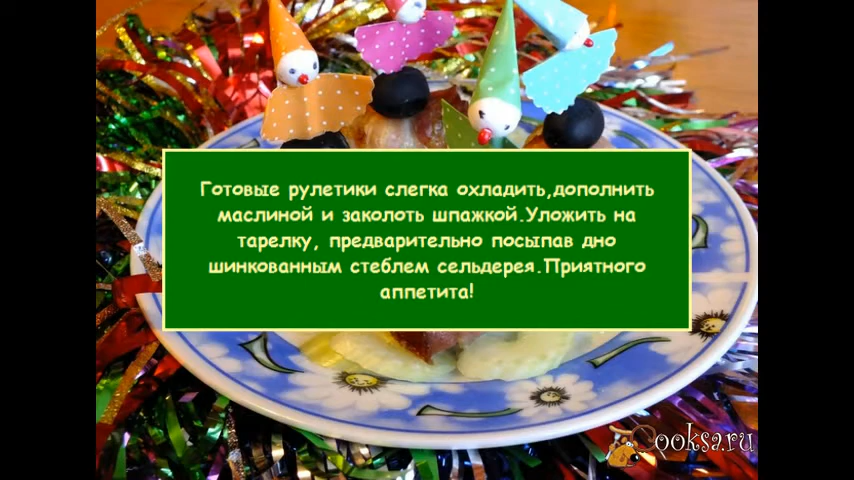 Готовые рулетики слегка охладить,дополнить
маслиной и заколоть шпажкой.Уложить на
тарелку, предварительно посыпав дно
шинкованным стеблем сельдерея.Приятного
аппетита!
Cooksa.ru